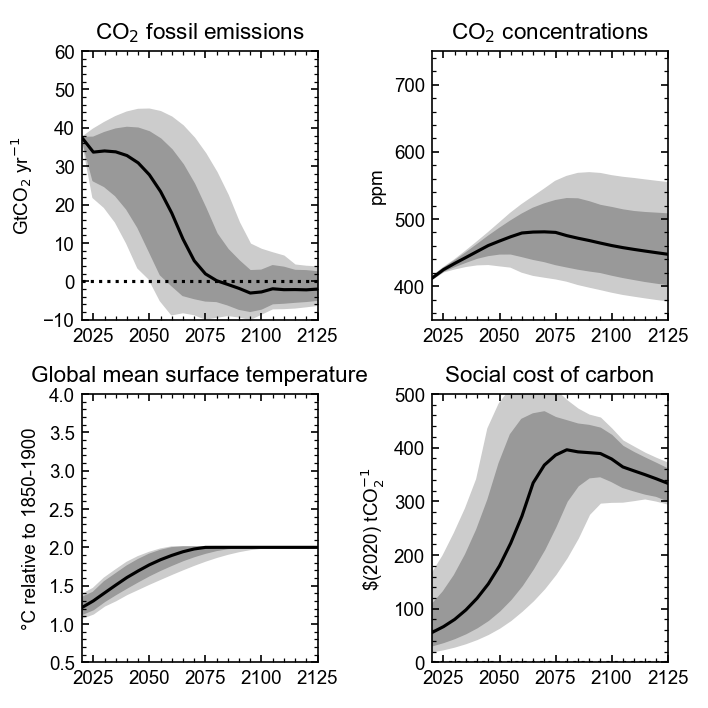 CO₂ fossil emissions
60
50
40
30
20
10
0
−10
GtCO₂ yr⁻¹
2025 2050 2075 2100 2125
CO₂ concentrations
700
600
500
400
ppm
2025 2050 2075 2100 2125
Global mean surface temperature
4.0
3.5
3.0
2.5
2.0
1.5
1.0
0.5
°C relative to 1850-1900
2025 2050 2075 2100 2125
Social cost of carbon
500
400
300
200
100
0
$(2020) tCO₂⁻¹
2025 2050 2075 2100 2125